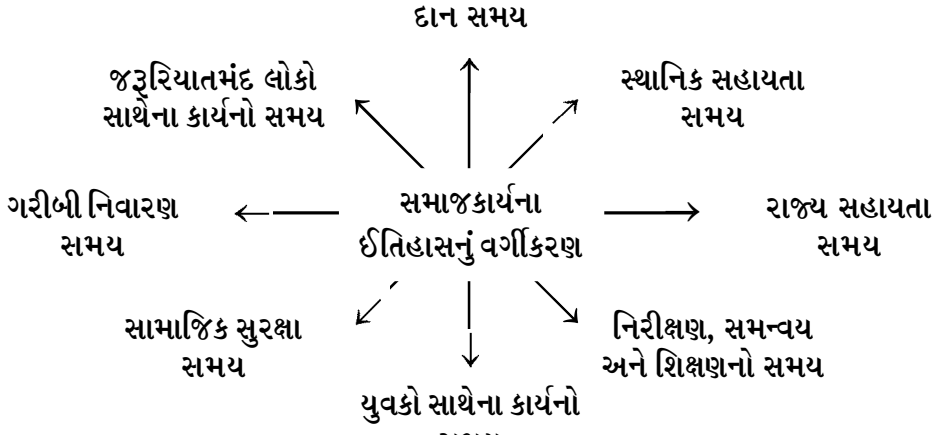 દાન સમય
જરૂરિયાતમંદ લોકો
સાથેના કાર્યનો સમય
સ્થાનિક સહાયતા
સમય
ગરીબી નિવારણ
સમય
સમાજકાર્યના
ઈતિહાસનું વર્ગીકરણ
રાજ્ય સહાયતા
સમય
સામાજિક સુરક્ષા
સમય
નિરીક્ષણ, સમન્વય
અને શિક્ષણનો સમય
યુવકો સાથેના કાર્યનો